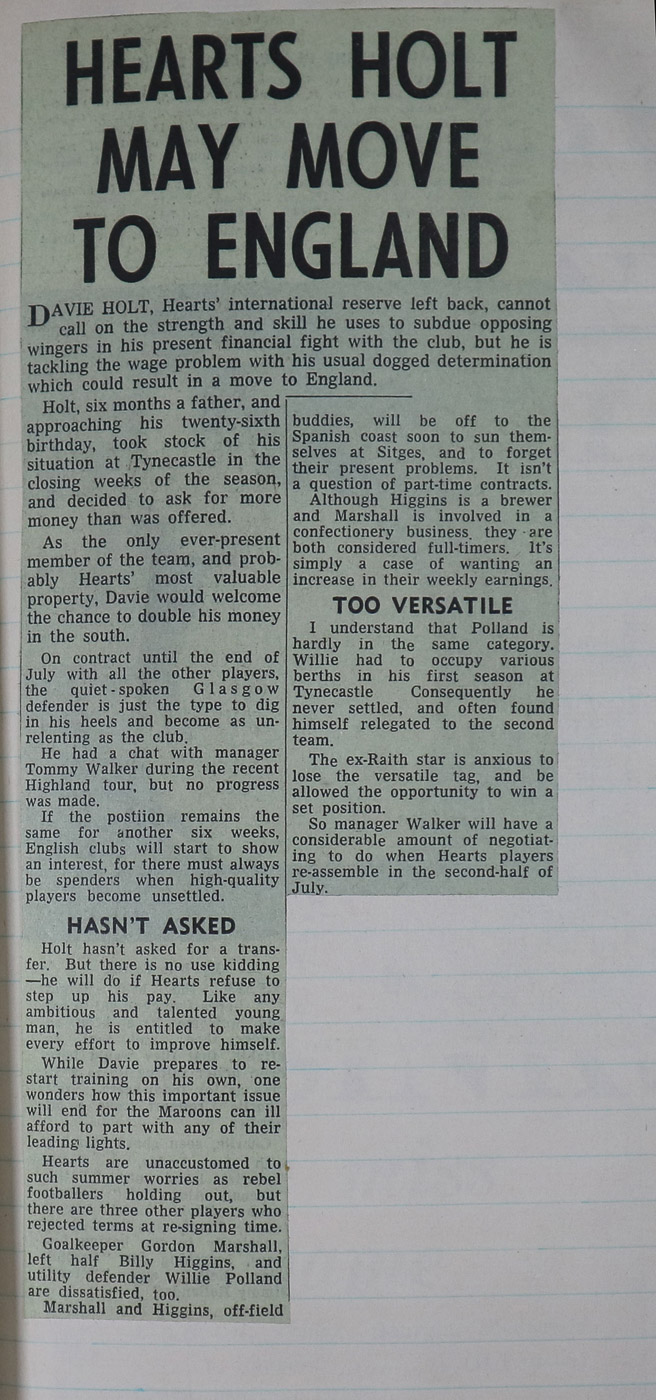 HEARTS HOLT
MAY MOVE
TO ENGLAND
DAVIE HOLT, Hearts' international reserve left back, cannot
call on the strength and skill he uses to subdue opposing
wingers in his present financial fight with the club, but he is
tackling the wage problem with his usual dogged determination
which could result in a move to England.
Holt, six months a father, and
approaching his twenty-sixth
birthday, took stock of his
situation at Tynecastle in the
closing weeks of the season,
and decided to ask for more
money than was offered.
As the only ever-present
member of the team, and prob-
ably Hearts' most valuable
property, Davie would welcome
the chance to double his money
in the south.
On contract until the end of
July with all the other players,
the quiet-spoken Glasgow
defender is just the type to dig
in his heels and become as un-
relenting as the club.
He had a chat with manager
Tommy Walker during the recent
Highland tour, but no progress
was made.
If the postiion remains the
same for another six weeks,
English clubs will start to show
an interest, for there must always
be spenders when high-quality
players become unsettled.
HASN'T ASKED
Holt hasn't asked for a trans-
fer. But there is no use kidding
—he will do if Hearts refuse to
step up his pay. Like any
ambitious and talented young
man, he is entitled to make
every effort to improve himself.
While Davie prepares to re-
start training on his own, one
wonders how this important issue
will end for the Maroons can ill
afford to part with any of their
leading lights.
Hearts are unaccustomed to
such summer worries as rebel
footballers holding out, but
there are three other players who
rejected terms at re-signing time.
Goalkeeper Gordon Marshall,
left half Billy Higgins, and
utility defender Willie Polland
are dissatisfied, too.
Marshall and Higgins, off-field
buddies, will be off to the
Spanish coast soon to sun them-
selves at Sitges, and to forget
their present problems. It isn't
a question of part-time contracts.
Although Higgins is a brewer
and Marshall is involved in a
confectionery business, they are
both considered full-timers. It's
simply a case of wanting an
increase in their weekly earnings.
TOO VERSATILE
I understand that Polland is
hardly in the same category.
Willie had to occupy various
berths in his first season at
Tynecastle Consequently he
never settled, and often found
himself relegated to the second
team.
The ex-Raith star is anxious to
lose the versatile tag, and be
allowed the opportunity to win a
set position.
So manager Walker will have a
considerable amount of negotiat-
ing to do when Hearts players
re-assemble in the second-half of
July.